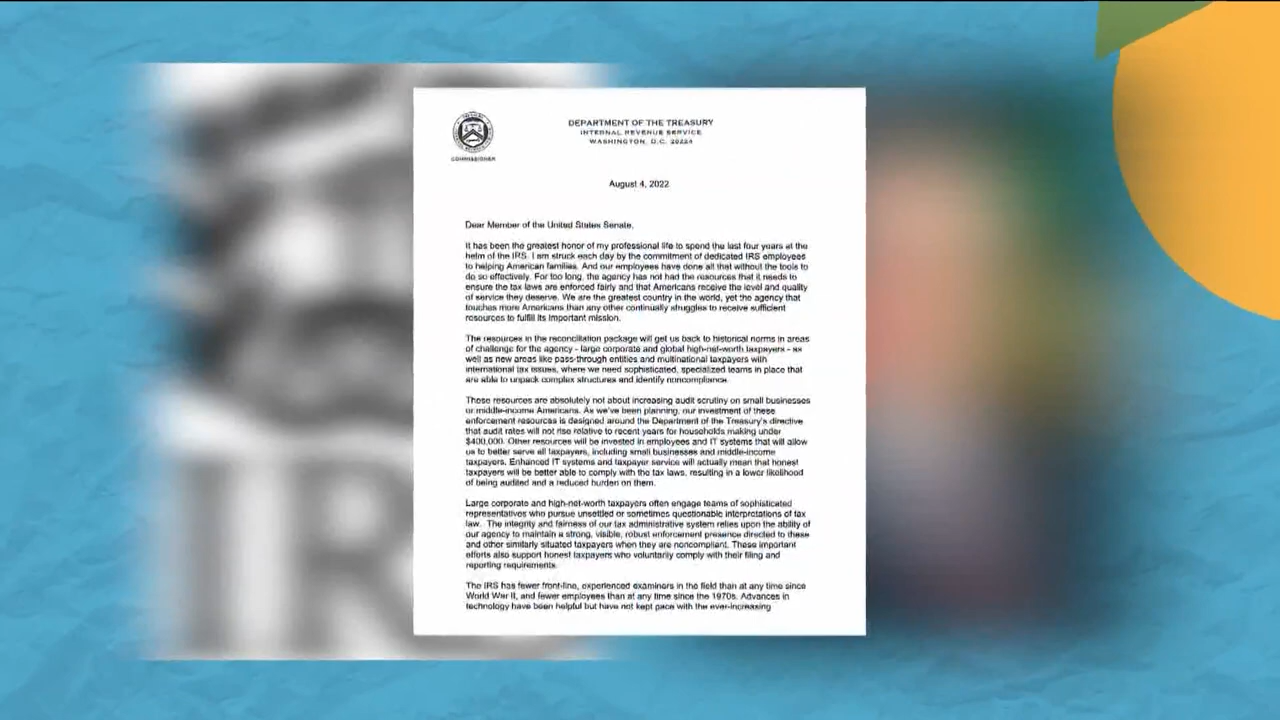 DEPARTMENT OF THE TREASURY
INTERNAL REVENUE SERVICE
WASHINGTON, D.C. 20224
COMMISSIONER
August 4, 2022
Dear Member of the United States Senate,
It has been the greatest honor of my professional life to spend the last four years at the
helm of the IRS. I am struck each day by the commitment of dedicated IRS employees
to helping American families. And our employees have done all that without the tools to
do so effectively. For too long, the agency has not had the resources that it needs to
ensure the tax laws are enforced fairly and that Americans receive the level and quality
of service they deserve. We are the greatest country in the world, yet the agency that
touches more Americans than any other continually struggles to receive sufficient
resources to fulfill its important mission.
The resources in the reconciliation package will get us back to historical norms in areas
of challenge for the agency – large corporate and global high-net-worth taxpayers – as
well as new areas like pass-through entities and multinational taxpayers with
international tax issues, where we need sophisticated, specialized teams in place that
are able to unpack complex structures and identify noncompliance.
These resources are absolutely not about increasing audit scrutiny on small businesses
or middle-income Americans. As we've been planning, our investment of these
enforcement resources is designed around the Department of the Treasury's directive
that audit rates will not rise relative to recent years for households making under
$400,000. Other resources will be invested in employees and IT systems that will allow
us to better serve all taxpayers, including small businesses and middle-income
taxpayers. Enhanced IT systems and taxpayer service will actually mean that honest
taxpayers will be better able to comply with the tax laws, resulting in a lower likelihood
of being audited and a reduced burden on them.
Large corporate and high-net-worth taxpayers often engage teams of sophisticated
representatives who pursue unsettled or sometimes questionable interpretations of tax
law. The integrity and fairness of our tax administrative system relies upon the ability of
our agency to maintain a strong, visible, robust enforcement presence directed to these
and other similarly situated taxpayers when they are noncompliant. These important
efforts also support honest taxpayers who voluntarily comply with their filing and
reporting requirements.
The IRS has fewer front-line, experienced examiners in the field than at any time since
World War II, and fewer employees than at any time since the 1970s. Advances in
technology have been helpful but have not kept pace with the ever-increasing
IRS